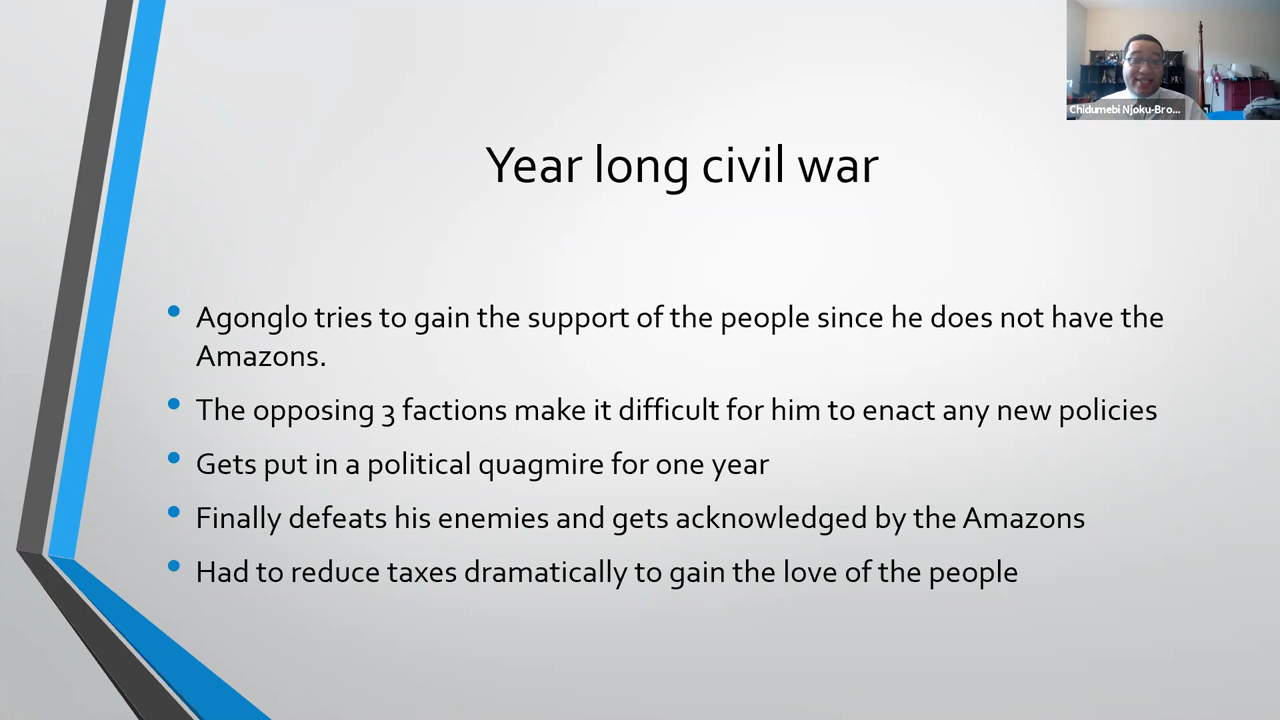 Chidumebi Njoku-Bro...
Year long civil war
Agonglo tries to gain the support of the people since he does not have the
Amazons.
The opposing 3 factions make it difficult for him to enact any new policies
Gets put in a political quagmire for one year
Finally defeats his enemies and gets acknowledged by the Amazons
Had to reduce taxes dramatically to gain the love of the people